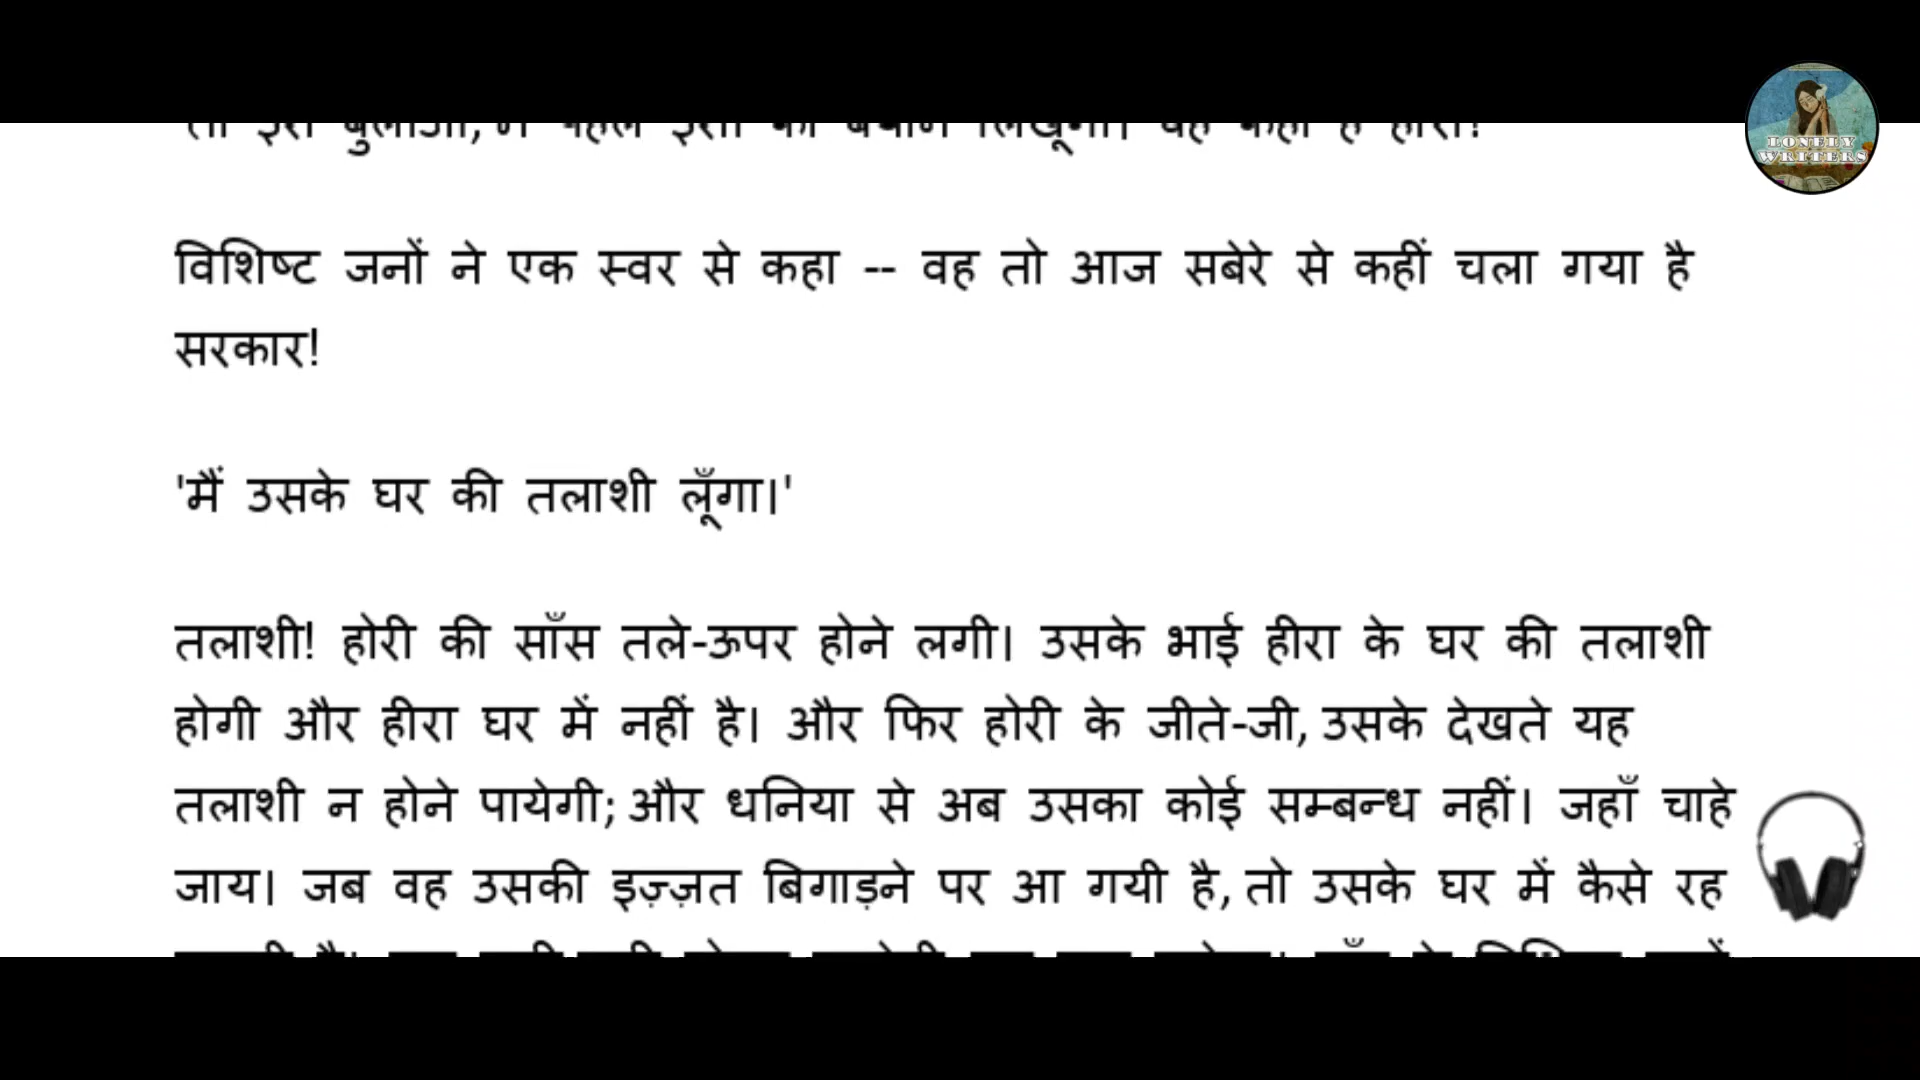 विशिष्ट जनों ने एक स्वर से कहा -- वह तो आज सबेरे से कहीं चला गया है
सरकार!
'मैं उसके घर की तलाशी लूँगा।'
तलाशी! होरी की साँस तले-ऊपर होने लगी। उसके भाई हीरा के घर की तलाशी
होगी और हीरा घर में नहीं है। और फिर होरी के जीते-जी, उसके देखते यह
तलाशी न होने पायेगी; और धनिया से अब उसका कोई सम्बन्ध नहीं। जहाँ चाहे
जाय। जब वह उसकी इज़्ज़त बिगाड़ने पर आ गयी है, तो उसके घर में कैसे रह
LONELY
WRITERS